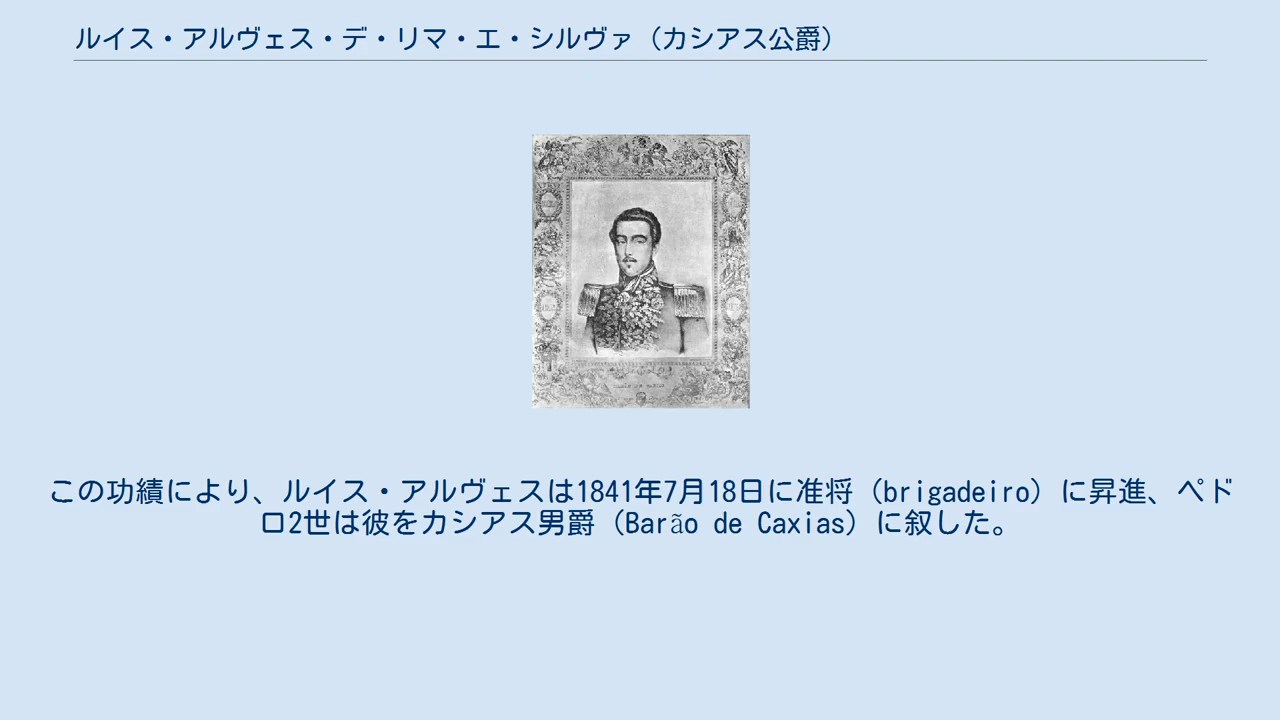 ルイス・アルヴェス・デ・リマ・エ・シルヴァ（カシアス公爵）
この功績により、ルイス・アルヴェスは1841年7月18日に准将（brigadeiro）に昇進、ペド
ロ2世は彼をカシアス男爵（Barão de Caxias）に叙した。